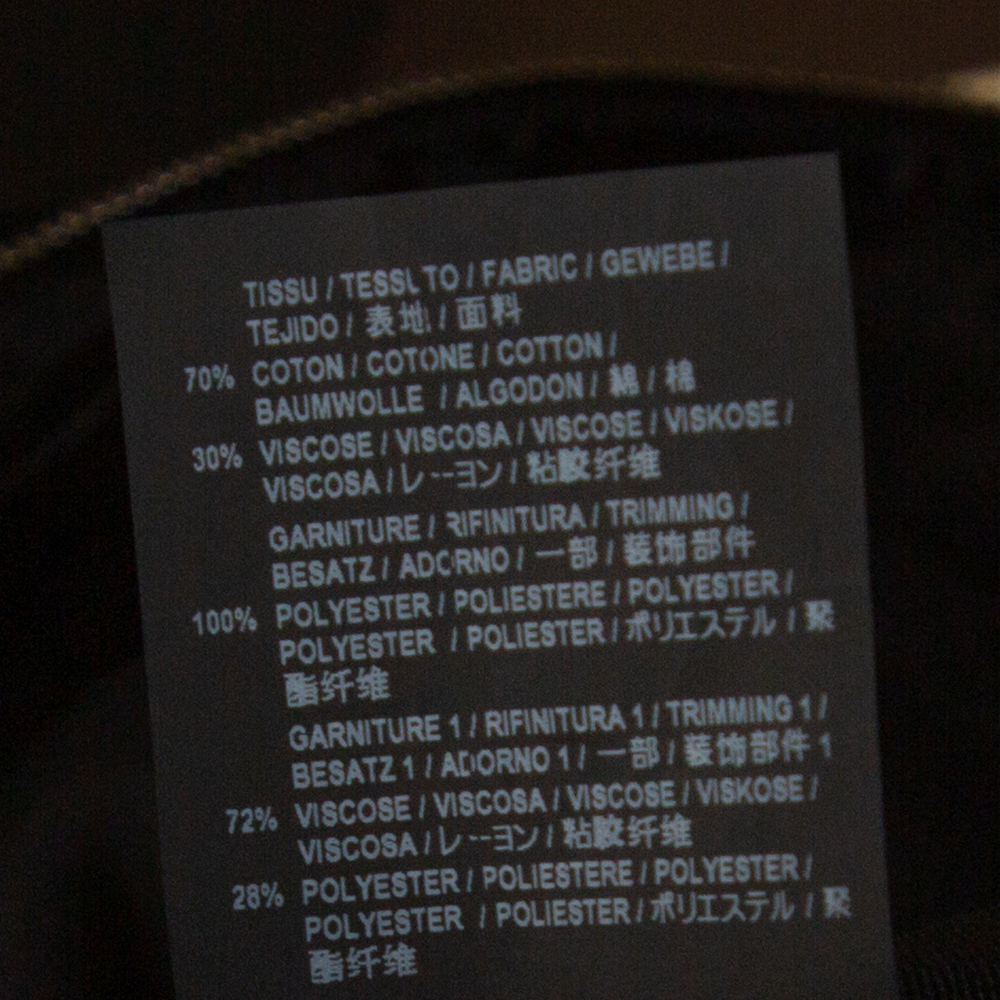 TISSU / TESSUTO / FABRIC / GEWEBE /
TEJIDO / 表地 / 面料
70% COTON / COTONE / COTTON /
BAUMWOLLE / ALGODON / 綿 / 棉
30% VISCOSE / VISCOSA / VISCOSE / VISKOSE /
VISCOSA / レーヨン / 粘胶纤维
GARNITURE / RIFINITURA / TRIMMING /
BESATZ / ADORNO / 一部 / 装饰部件
100% POLYESTER / POLIESTERE / POLYESTER /
POLYESTER / POLIESTER / ポリエステル / 聚
酯纤维
GARNITURE 1 / RIFINITURA 1 / TRIMMING 1 /
BESATZ 1 / ADORNO 1 / 一部 / 装饰部件 1
72% VISCOSE / VISCOSA / VISCOSE / VISKOSE /
VISCOSA / レーヨン / 粘胶纤维
28% POLYESTER / POLIESTERE / POLYESTER /
POLYESTER / POLIESTER / ポリエステル / 聚
酯纤维